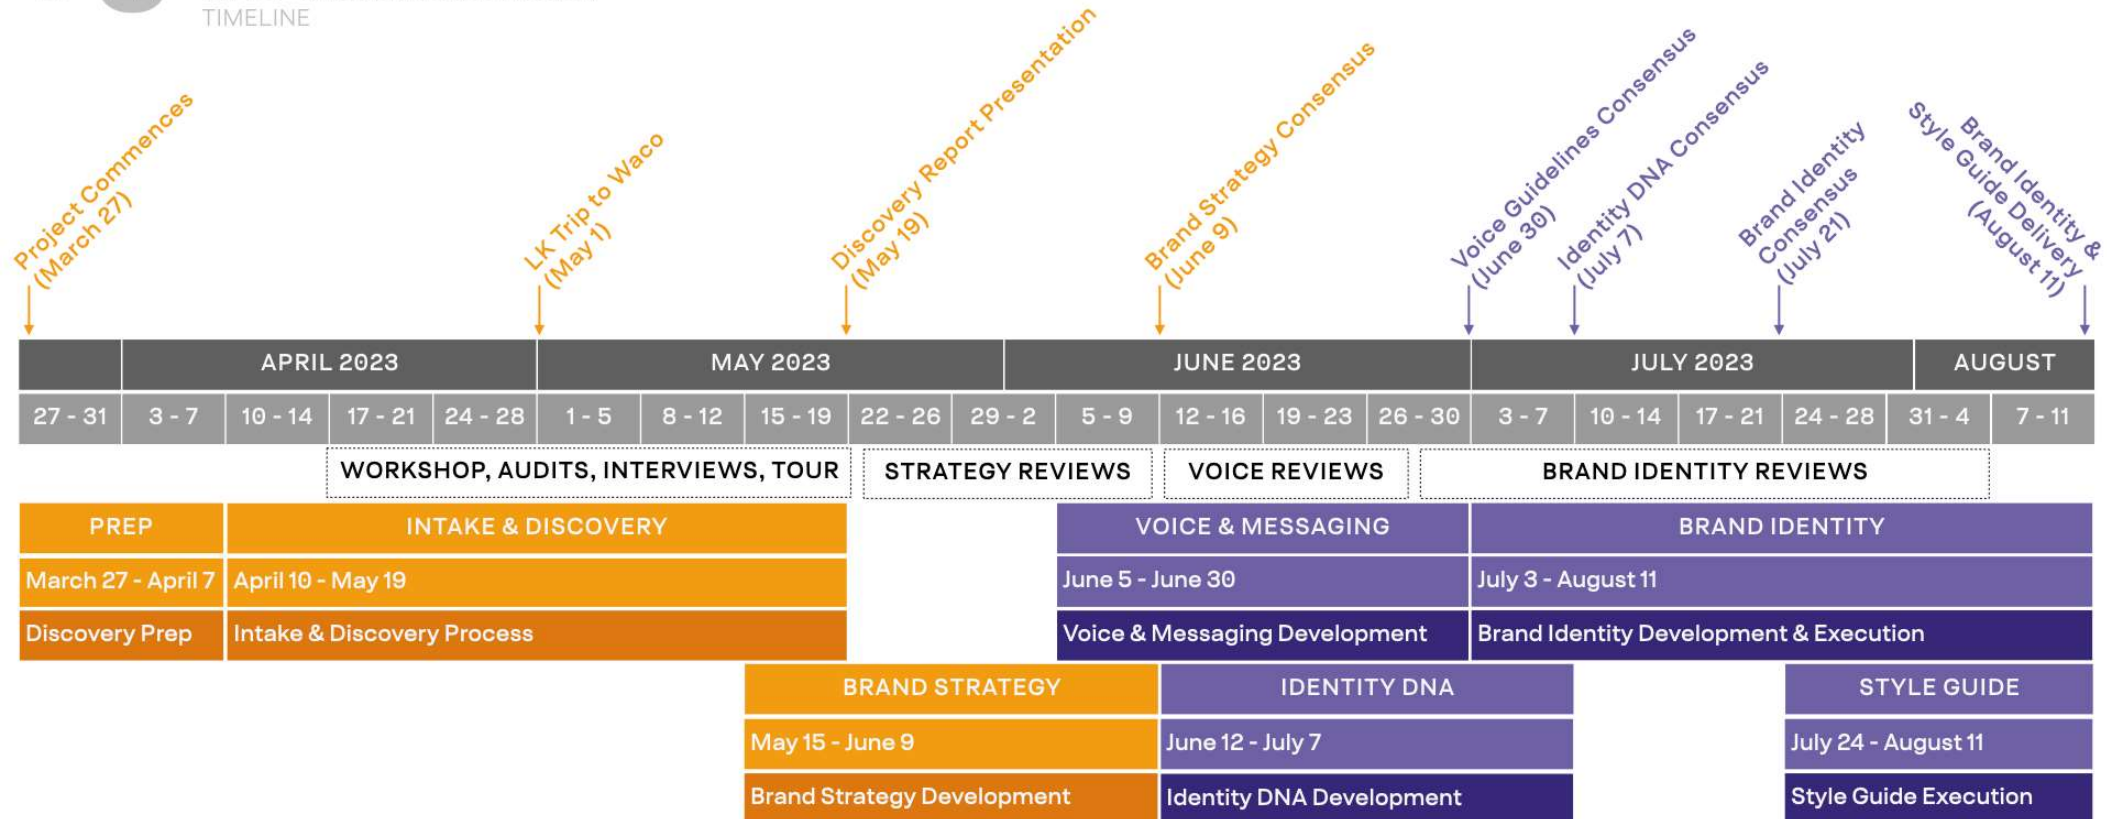 TIMELINE
Project Commences
(March 27)
LK Trip to Waco
(May 1)
Discovery Report Presentation
(May 19)
Brand Strategy Consensus
(June 9)
Voice Guidelines Consensus
(June 30)
Identity DNA Consensus
(July 7)
Brand Identity
Consensus
(July 21)
Brand Identity &
Style Guide Delivery
(August 11)
APRIL 2023
MAY 2023
JUNE 2023
JULY 2023
AUGUST
27 - 31
3 - 7
10 - 14
17 - 21
24 - 28
1 - 5
8 - 12
15 - 19
22 - 26
29 - 2
5 - 9
12 - 16
19 - 23
26 - 30
3 - 7
10 - 14
17 - 21
24 - 28
31 - 4
7 - 11
WORKSHOP, AUDITS, INTERVIEWS, TOUR
STRATEGY REVIEWS
VOICE REVIEWS
BRAND IDENTITY REVIEWS
PREP
INTAKE & DISCOVERY
VOICE & MESSAGING
BRAND IDENTITY
March 27 - April 7
April 10 - May 19
June 5 - June 30
July 3 - August 11
Discovery Prep
Intake & Discovery Process
Voice & Messaging Development
Brand Identity Development & Execution
BRAND STRATEGY
IDENTITY DNA
STYLE GUIDE
May 15 - June 9
June 12 - July 7
July 24 - August 11
Brand Strategy Development
Identity DNA Development
Style Guide Execution